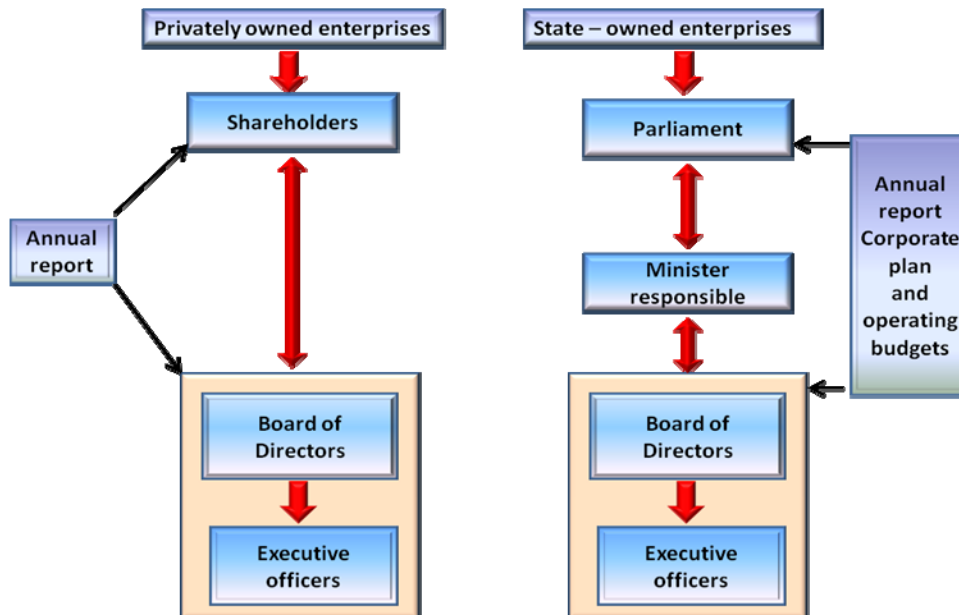 Privately owned enterprises
Shareholders
Annual
report
Board of
Directors
Executive
officers
State – owned enterprises
Parliament
Minister
responsible
Board of
Directors
Executive
officers
Annual
report
Corporate
plan
and
operating
budgets